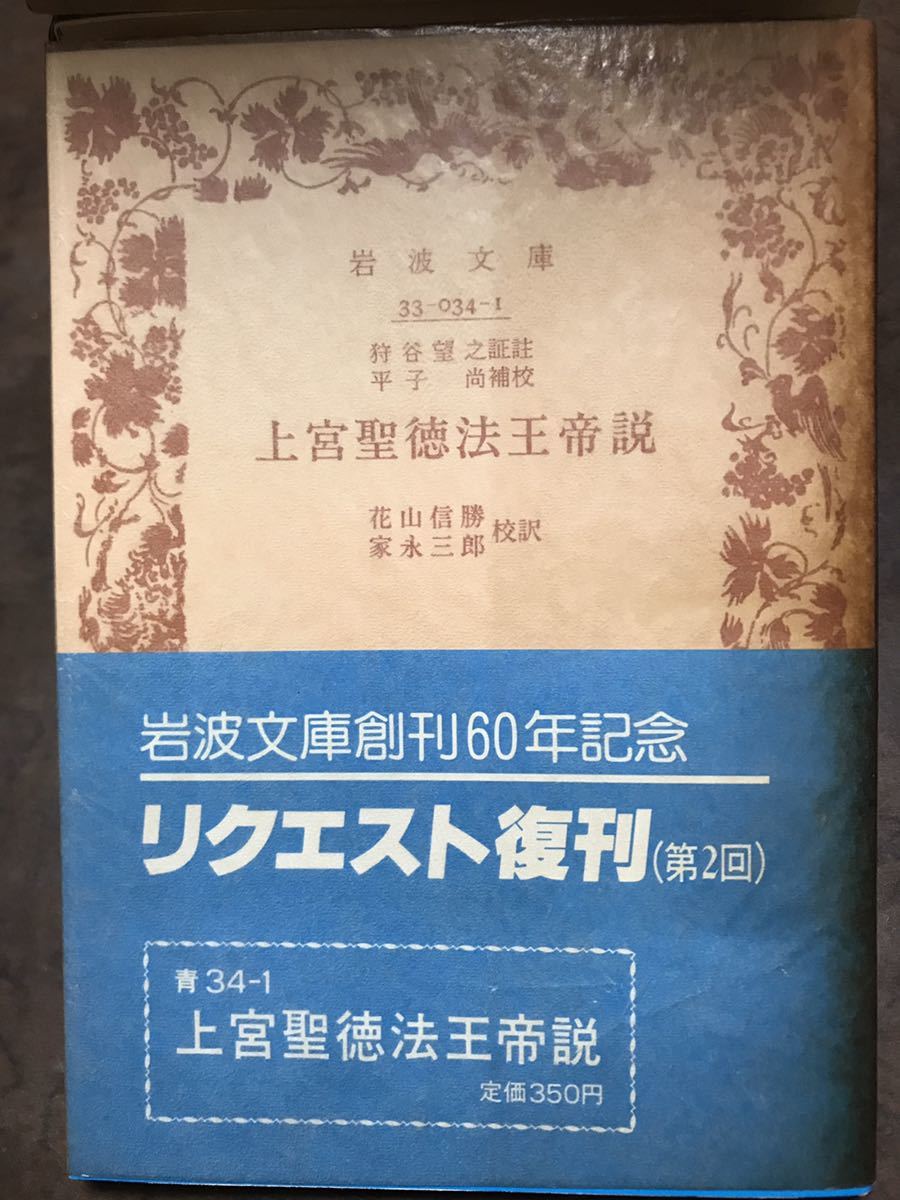 岩波文庫
33-034-1
狩谷望之証註
平子尚補校
上宮聖徳法王帝説
花山信勝
家永三郎 校訳
岩波文庫創刊60年記念
リクエスト復刊(第2回)
青34-1
上宮聖徳法王帝説
定価350円